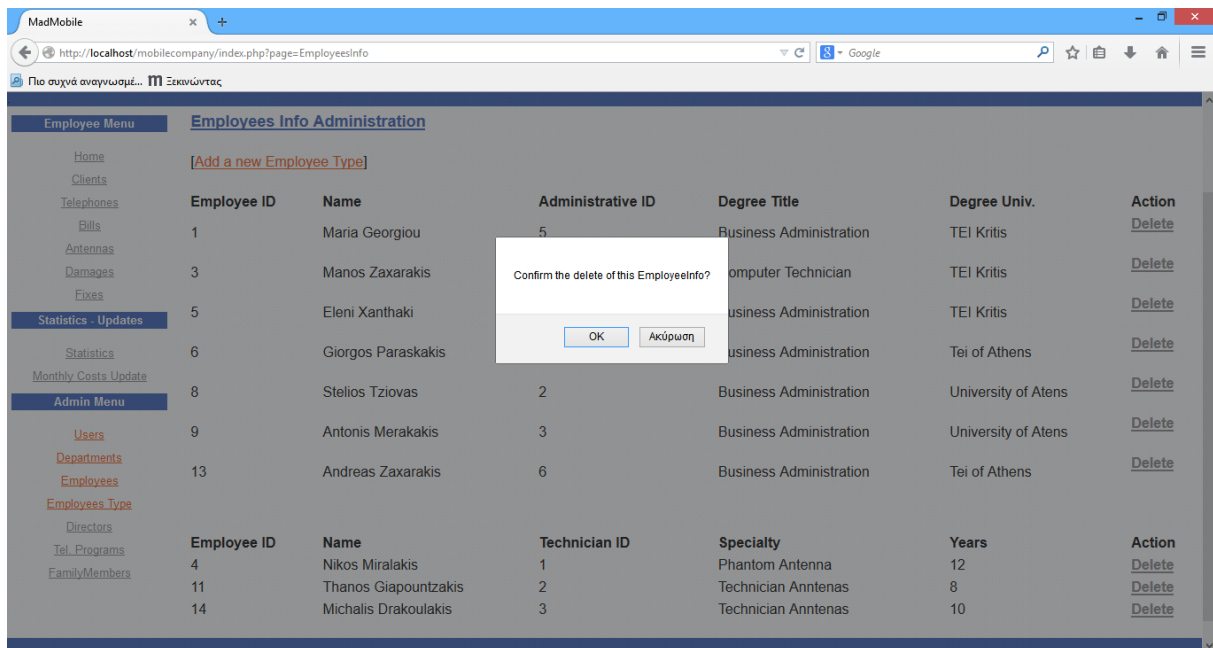 MadMobile
http://localhost/mobilecompany/index.php?page=EmployeesInfo
Google
Πιο συχνά αναγνωσμέ... Ξεκινώντας
Employee Menu
Home
Clients
Telephones
Bills
Antennas
Damages
Fixes
Statistics - Updates
Statistics
Monthly Costs Update
Admin Menu
Users
Departments
Employees
Employees Type
Directors
Tel. Programs
FamilyMembers
Employees Info Administration
[Add a new Employee Type]
Employee ID Name Administrative ID Degree Title Degree Univ. Action
1 Maria Georgiou 5 Business Administration TEI Kritis Delete
3 Manos Zaxarakis omputer Technician TEI Kritis Delete
5 Eleni Xanthaki usiness Administration TEI Kritis Delete
6 Giorgos Paraskakis usiness Administration Tei of Athens Delete
8 Stelios Tziovas 2 Business Administration University of Atens Delete
9 Antonis Merakakis 3 Business Administration University of Atens Delete
13 Andreas Zaxarakis 6 Business Administration Tei of Athens Delete
Employee ID Name Technician ID Specialty Years Action
4 Nikos Miralakis 1 Phantom Antenna 12 Delete
11 Thanos Giapountzakis 2 Technician Anntenas 8 Delete
14 Michalis Drakoulakis 3 Technician Anntenas 10 Delete
Confirm the delete of this EmployeeInfo?
OK Ακύρωση